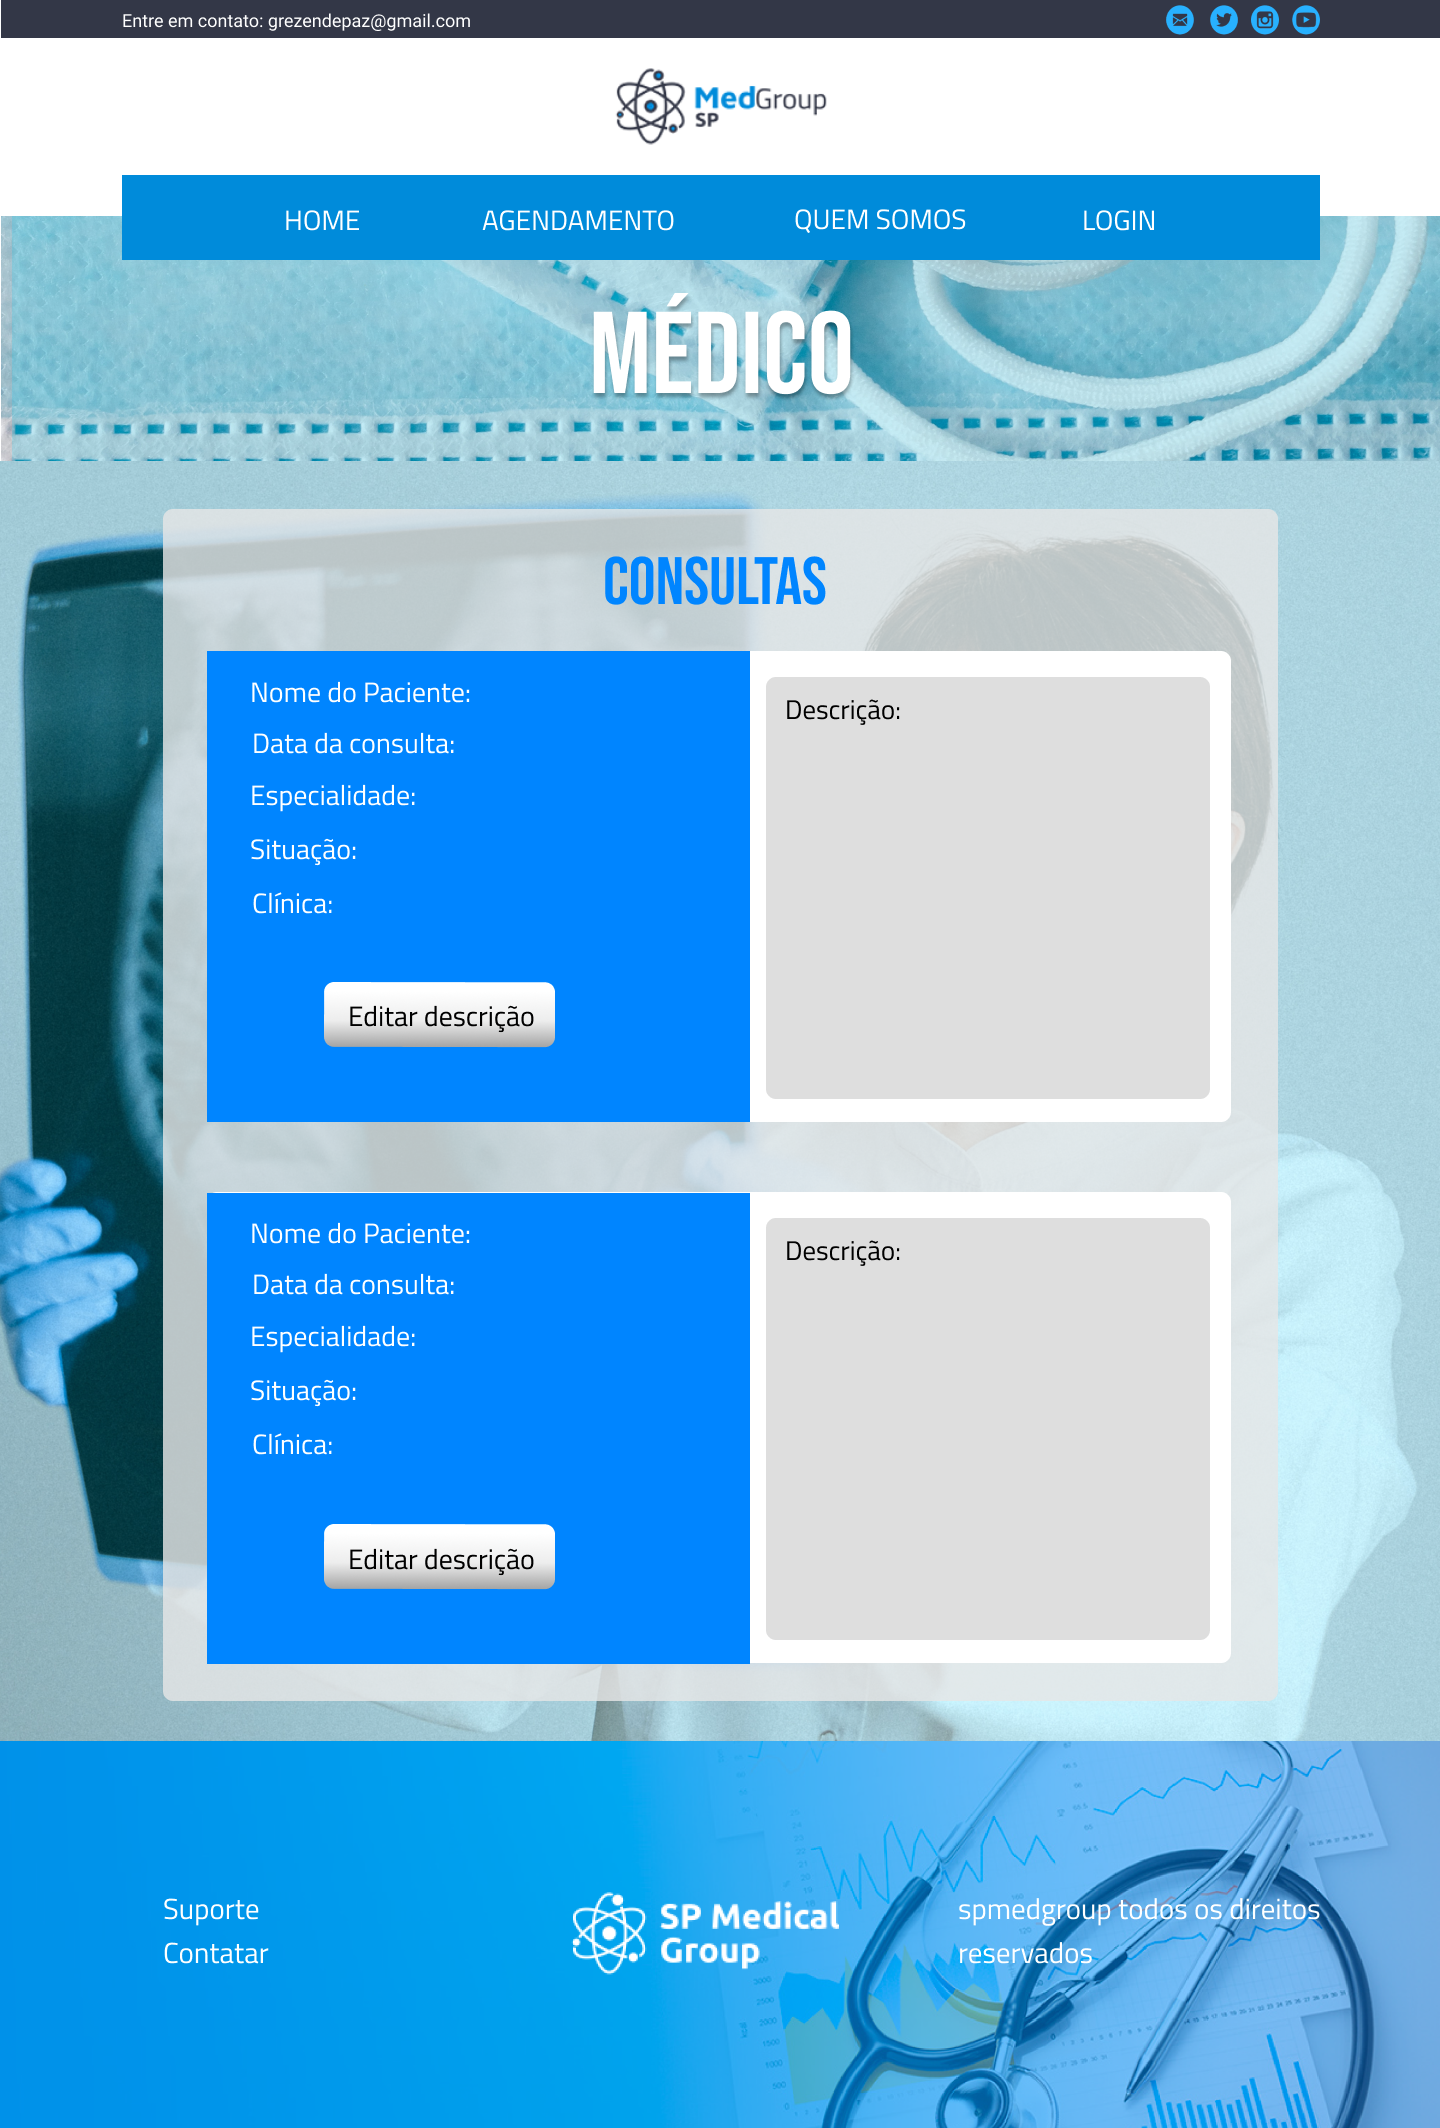 Entre em contato: grezendepaz@gmail.com
MedGroup
SP
HOME AGENDAMENTO QUEM SOMOS LOGIN
MÉDICO
CONSULTAS
Nome do Paciente:
Data da consulta:
Especialidade:
Situação:
Clínica:
Editar descrição
Descrição:
Nome do Paciente:
Data da consulta:
Especialidade:
Situação:
Clínica:
Editar descrição
Descrição:
Suporte
Contatar
SP Medical
Group
spmedgroup todos os direitos
reservados